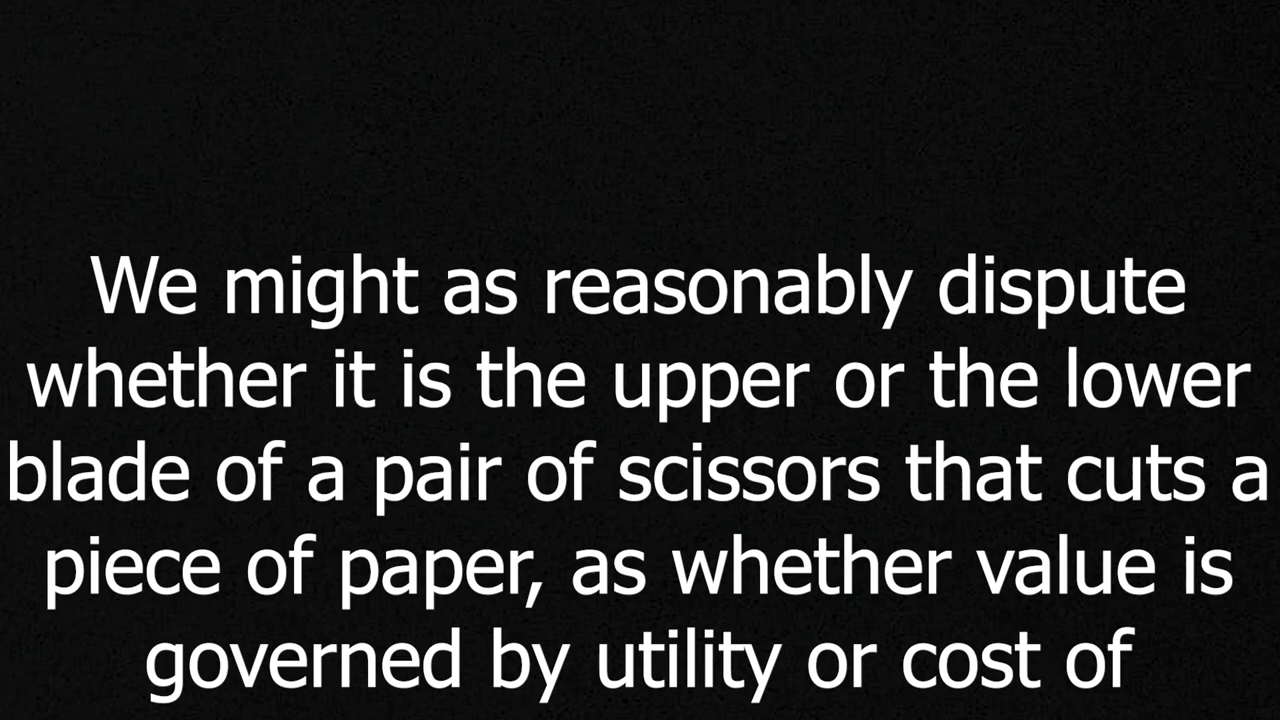 We might as reasonably dispute
whether it is the upper or the lower
blade of a pair of scissors that cuts a
piece of paper, as whether value is
governed by utility or cost of